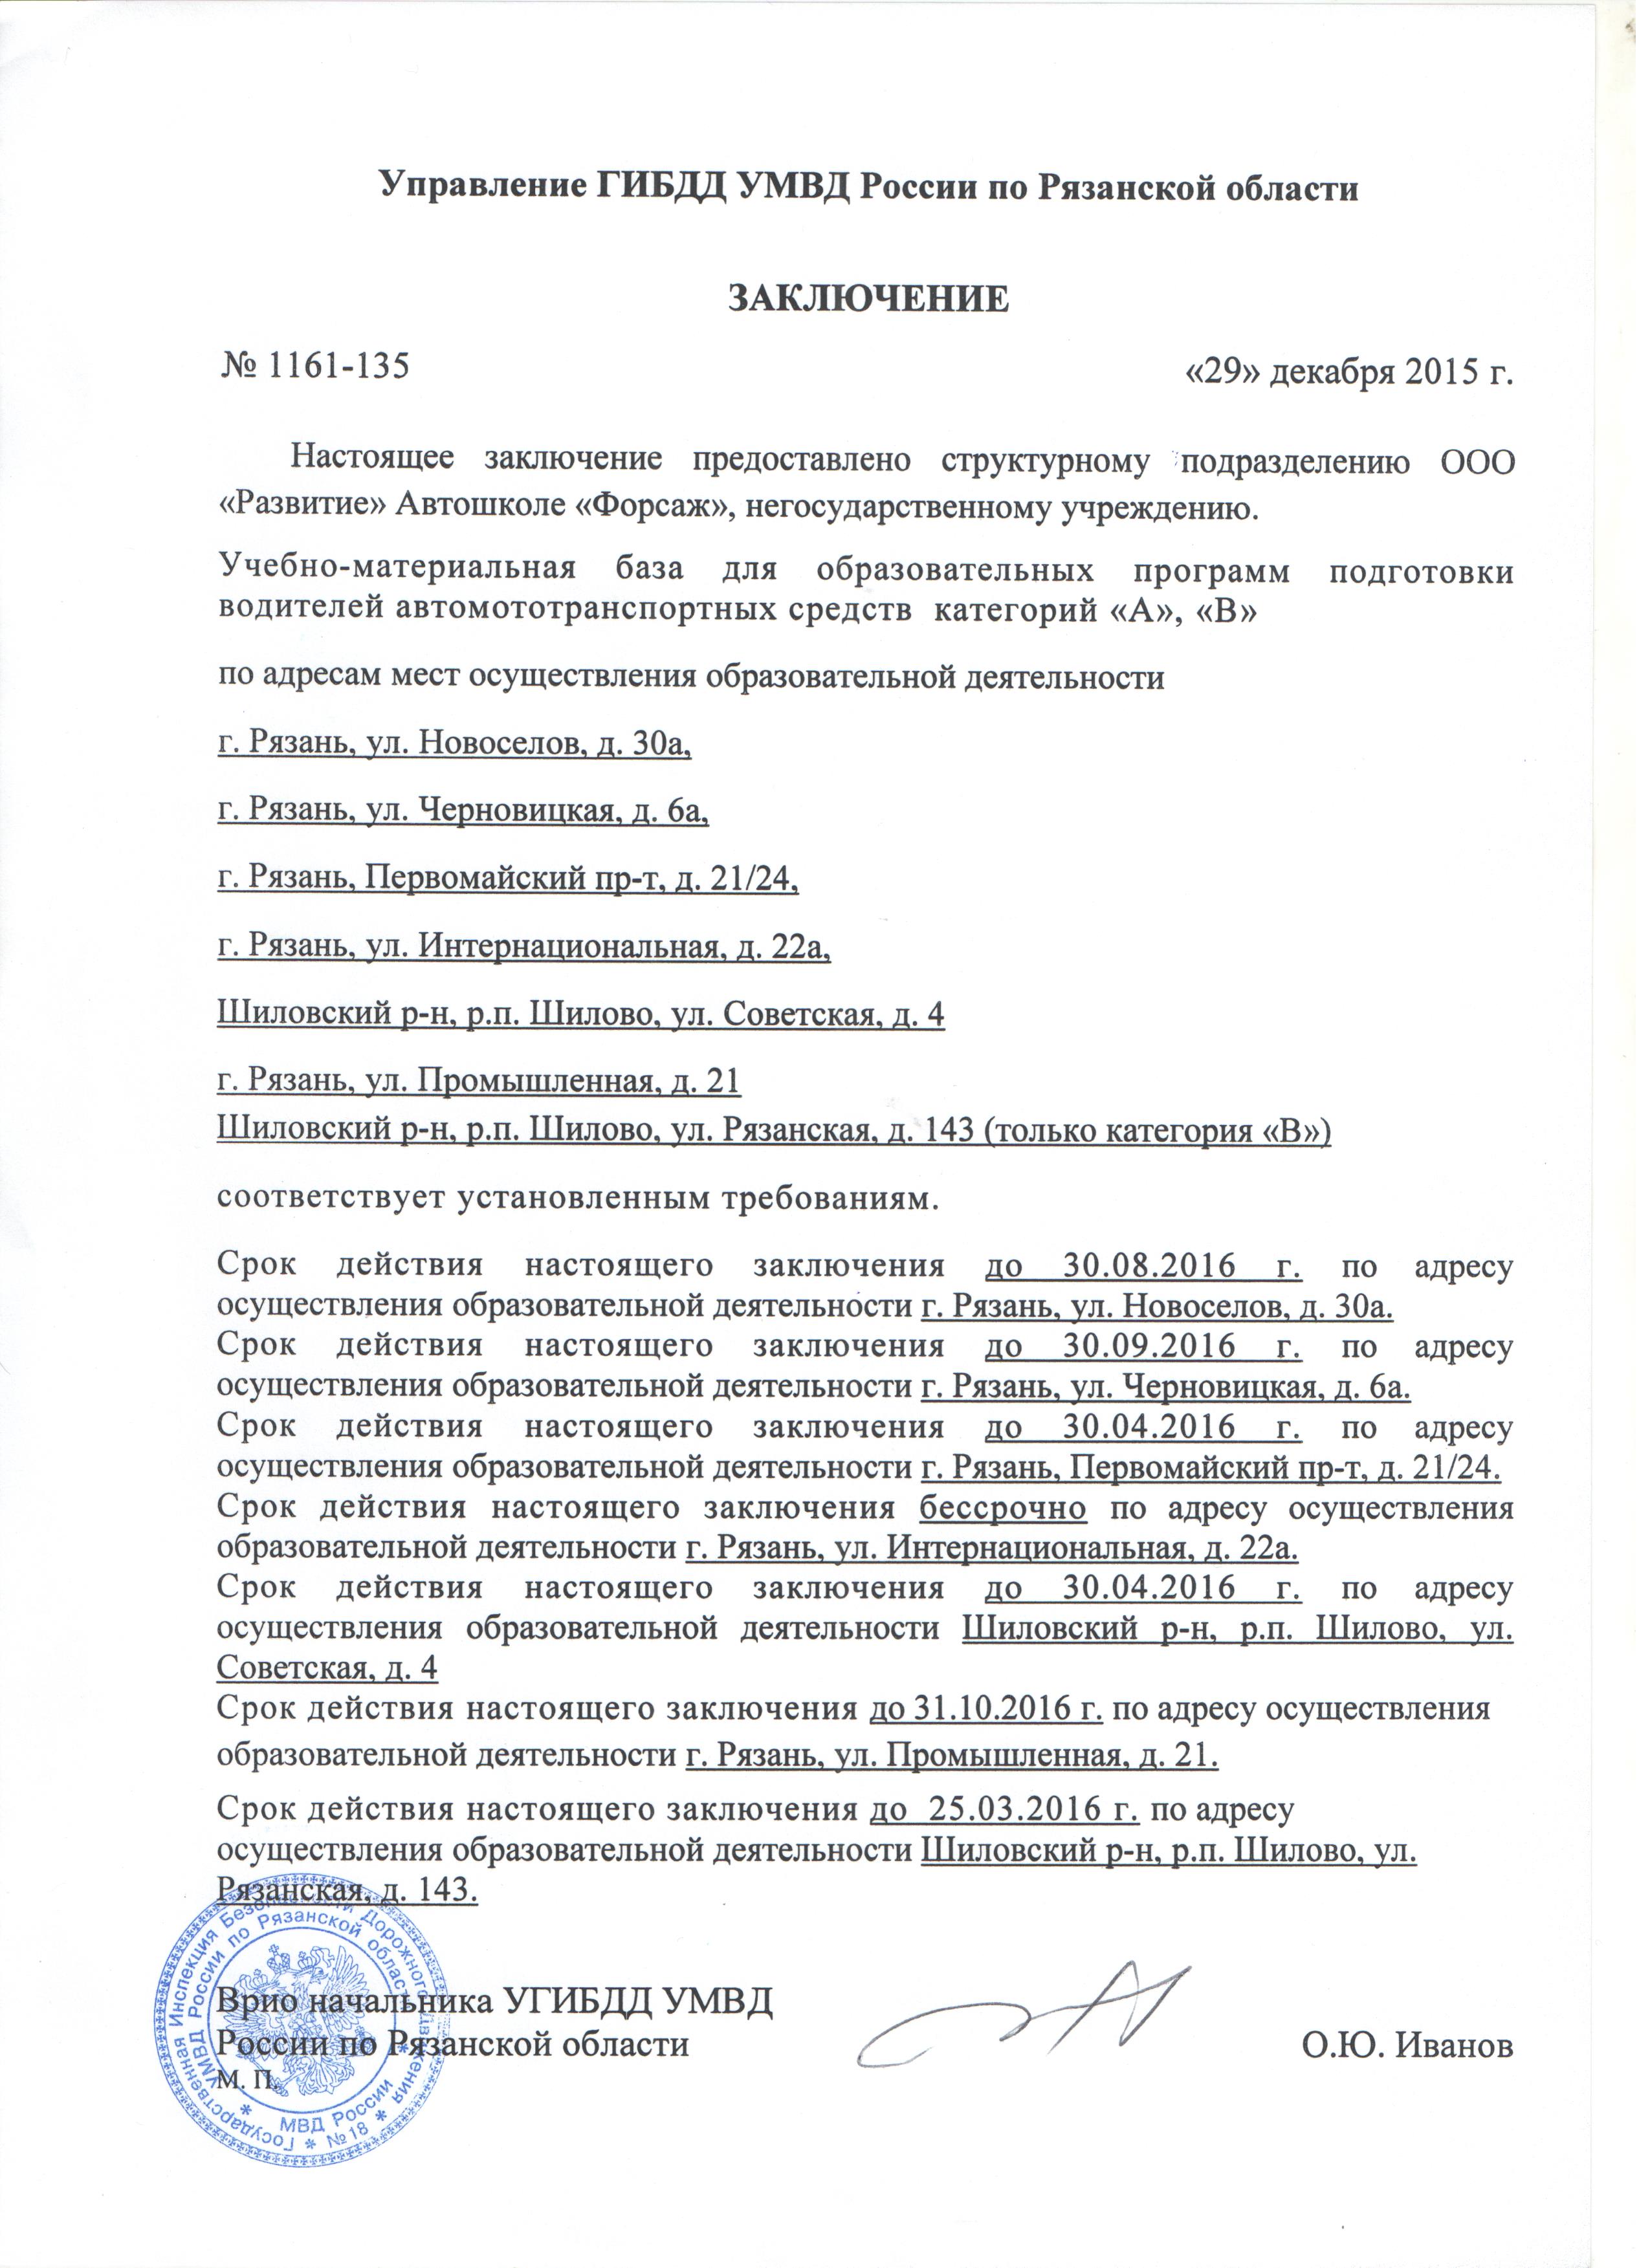 Управление ГИБДД УМВД России по Рязанской области
ЗАКЛЮЧЕНИЕ
№ 1161-135
«29» декабря 2015 г.
Настоящее заключение предоставлено структурному подразделению ООО
«Развитие» Автошколе «Форсаж», негосударственному учреждению.
Учебно-материальная база для образовательных программ подготовки
водителей автомототранспортных средств категорий «А», «В»
по адресам мест осуществления образовательной деятельности
г. Рязань, ул. Новоселов, д. 30а,
г. Рязань, ул. Черновицкая, д. 6а,
г. Рязань, Первомайский пр-т, д. 21/24,
г. Рязань, ул. Интернациональная, д. 22а,
Шиловский р-н, р.п. Шилово, ул. Советская, д. 4
г. Рязань, ул. Промышленная, д. 21
Шиловский р-н, р.п. Шилово, ул. Рязанская, д. 143 (только категория «В»)
соответствует установленным требованиям.
Срок действия настоящего заключения до 30.08.2016 г. по адресу
осуществления образовательной деятельности г. Рязань, ул. Новоселов, д. 30а.
Срок действия настоящего заключения до 30.09.2016 г. по адресу
осуществления образовательной деятельности г. Рязань, ул. Черновицкая, д. 6а.
Срок действия настоящего заключения до 30.04.2016 г. по адресу
осуществления образовательной деятельности г. Рязань, Первомайский пр-т, д. 21/24.
Срок действия настоящего заключения бессрочно по адресу осуществления
образовательной деятельности г. Рязань, ул. Интернациональная, д. 22а.
Срок действия настоящего заключения до 30.04.2016 г. по адресу
осуществления образовательной деятельности Шиловский р-н, р.п. Шилово, ул.
Советская, д. 4
Срок действия настоящего заключения до 31.10.2016 г. по адресу осуществления
образовательной деятельности г. Рязань, ул. Промышленная, д. 21.
Срок действия настоящего заключения до 25.03.2016 г. по адресу
осуществления образовательной деятельности Шиловский р-н, р.п. Шилово, ул.
Рязанская, д. 143.
Врио начальника УГИБДД УМВД
России по Рязанской области
О.Ю. Иванов
М. П.
Государственная Инспекция Безопасности Дорожного Движения * №18 *
УМВД России по Рязанской области
* МВД России *